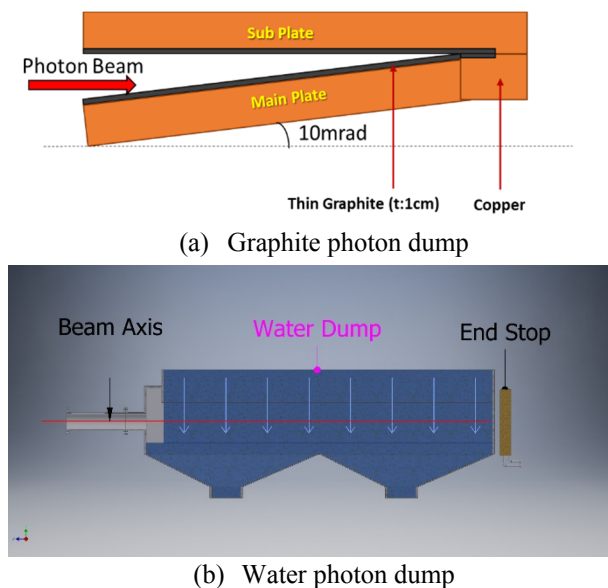 Sub Plate
Photon Beam
Main Plate
10mrad
Thin Graphite (t:1cm)
Copper
(a) Graphite photon dump
Beam Axis
Water Dump
End Stop
(b) Water photon dump